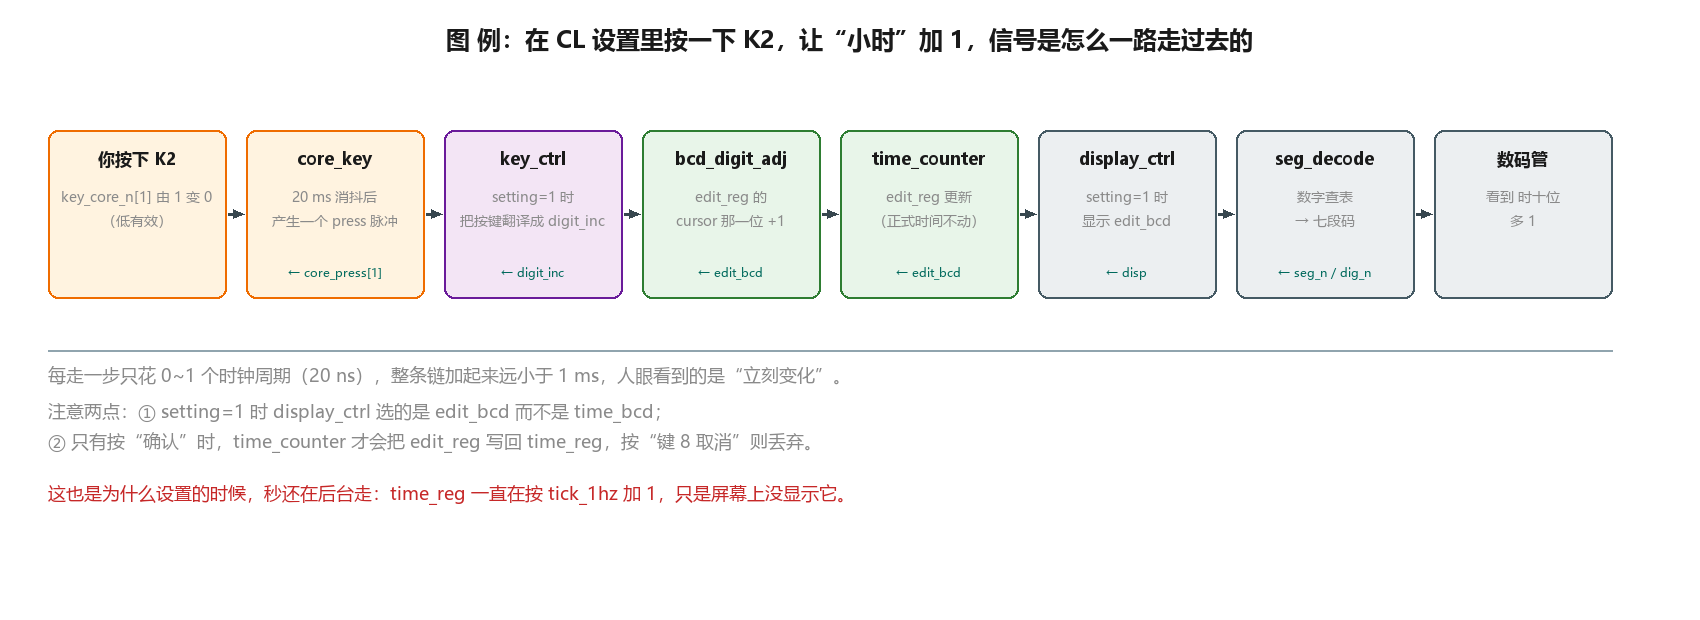 图 例：在 CL 设置里按一下 K2，让“小时”加 1，信号是怎么一路走过去的
你按下 K2
key_core_n[1] 由 1 变 0
（低有效）
core_key
20 ms 消抖后
产生一个 press 脉冲
← core_press[1]
key_ctrl
setting=1 时
把按键翻译成 digit_inc
← digit_inc
bcd_digit_adj
edit_reg 的
cursor 那一位 +1
← edit_bcd
time_counter
edit_reg 更新
（正式时间不动）
← edit_bcd
display_ctrl
setting=1 时
显示 edit_bcd
← disp
seg_decode
数字查表
→ 七段码
← seg_n / dig_n
数码管
看到 时十位
多 1
每走一步只花 0~1 个时钟周期（20 ns），整条链加起来远小于 1 ms，人眼看到的是“立刻变化”。
注意两点：① setting=1 时 display_ctrl 选的是 edit_bcd 而不是 time_bcd；
② 只有按“确认”时，time_counter 才会把 edit_reg 写回 time_reg，按“键 8 取消”则丢弃。
这也是为什么设置的时候，秒还在后台走：time_reg 一直在按 tick_1hz 加 1，只是屏幕上没显示它。